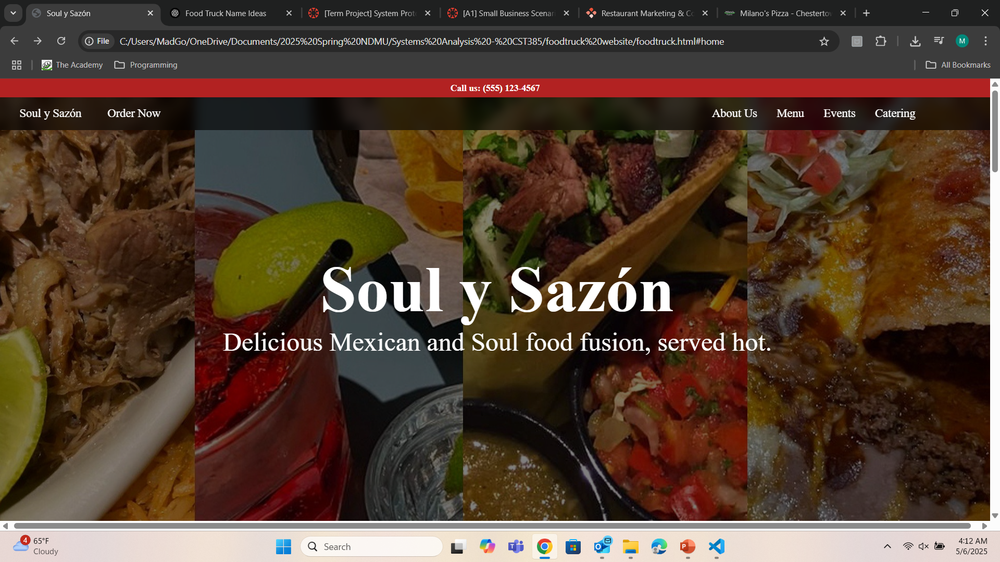 Soul y Sazón
Food Truck Name Ideas
[Term Project] System Prot
[A1] Small Business Scenar
Restaurant Marketing & Co
Milano's Pizza - Chestertow
M
File
C:/Users/MadGo/OneDrive/Documents/2025%20Spring%20NDMU/Systems%20Analysis%20-%20CST385/foodtruck%20website/foodtruck.html#home
The Academy
Programming
All Bookmarks
Call us: (555) 123-4567
Soul y Sazón
Order Now
About Us
Menu
Events
Catering
Soul y Sazón
Delicious Mexican and Soul food fusion, served hot.
4
65°F
Cloudy
Search
4:12 AM
5/6/2025